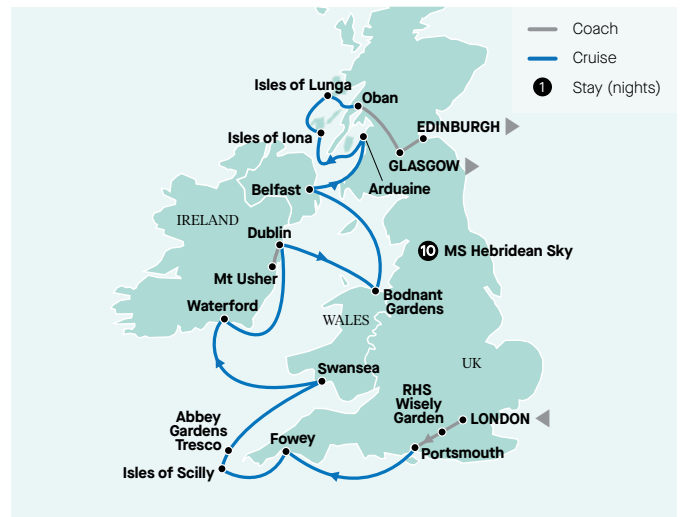 Coach
Cruise
1 Stay (nights)
Isles of Lunga
Oban
EDINBURGH
Isles of Iona
GLASGOW
Arduaine
Belfast
IRELAND
Dublin
10 MS Hebridean Sky
Mt Usher
Bodnant
Gardens
Waterford
WALES
UK
Swansea
RHS
Wisely
Garden
LONDON
Abbey
Gardens
Tresco
Fowey
Portsmouth
Isles of Scilly